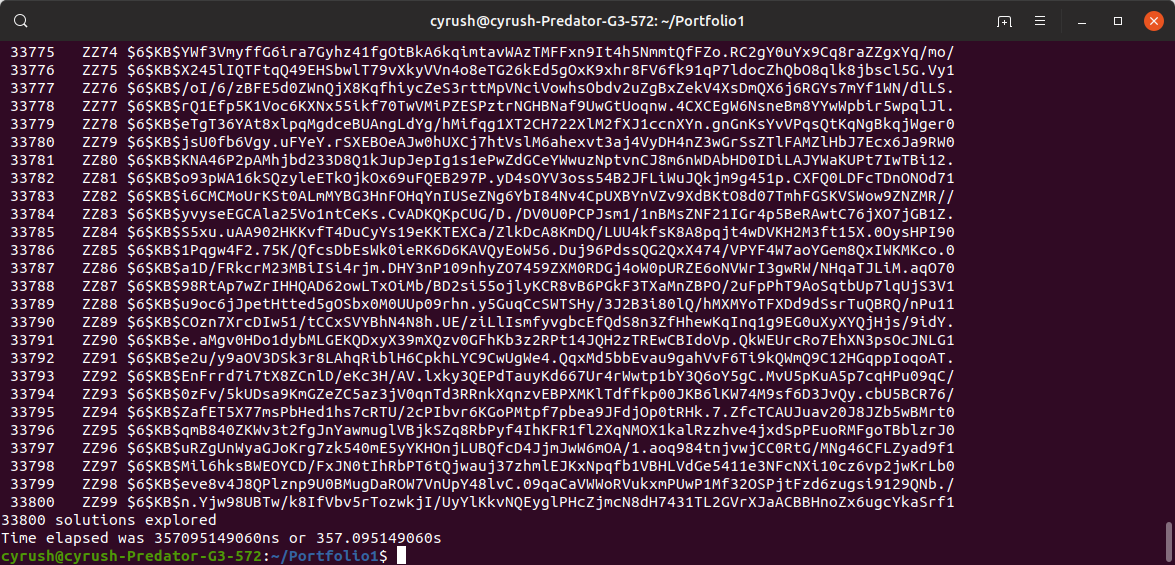 cyrush@cyrush-Predator-G3-572: ~/Portfolio1
33775 ZZ74 $6$KB$YWf3VmyffG6ira7Gyhz41fgOtBkA6kqimtavWAzTMFFxn9It4h5NmmtQfFZo.RC2gY0uYx9Cq8raZZgxYq/mo/
33776 ZZ75 $6$KB$X245lIQTFtqQ49EHSbwlT79vXkyVVn4o8eTG26kEd5gOxK9xhr8FV6fk91qP7ldocZhQbO8qlk8jbscl5G.Vy1
33777 ZZ76 $6$KB$/oI/6/zBFE5d0ZWnQjX8KqfhiycZeS3rttMpVNciVowhsObdv2uZgBxZekV4XsDmQX6j6RGYs7mYf1WN/dlLS.
33778 ZZ77 $6$KB$rQ1Efp5K1Voc6KXNx55ikf70TwVMiPZESPztrNGHBNaf9UwGtUoqnw.4CXCEgW6NsneBm8YYwWpbir5wpqlJl.
33779 ZZ78 $6$KB$eTgT36YAt8xlpqMgdceBUAngLdYg/hMifqg1XT2CH722XlM2fXJ1ccnXYn.gnGnKsYvVPqsQtKqNgBkqjWger0
33780 ZZ79 $6$KB$jsU0fb6Vgy.uFYeY.rSXEBOeAJw0hUXCj7htVslM6ahexvt3aj4VyDH4nZ3wGrSsZTlFAMZlHbJ7Ecx6Ja9RW0
33781 ZZ80 $6$KB$KNA46P2pAMhjbd233D8Q1kJupJepIg1s1ePwZdGCeYWwuzNptvnCJ8m6nWDAbHD0IDiLAJYWaKUPt7IwTBi12.
33782 ZZ81 $6$KB$o93pWA16kSQzyleETkOjkOx69uFQEB297P.yD4sOYV3oss54B2JFLiWuJQkjm9g451p.CXFQ0LDFcTDnONOd71
33783 ZZ82 $6$KB$i6CMCMoUrKSt0ALmMYBG3HnFOHqYnIUSeZNg6YbI84Nv4CpUXBYnVZv9XdBKtO8d07TmhFGSKVSWow9ZNZMR//
33784 ZZ83 $6$KB$yvyseEGCAla25Vo1ntCeKs.CvADKQKpCUG/D./DV0U0PCPJsm1/1nBMsZNF21IGr4p5BeRAwtC76jXO7jGB1Z.
33785 ZZ84 $6$KB$S5xu.uAA902HKKvfT4DuCyYs19eKKTEXCa/ZlkDcA8KmDQ/LUU4kfsK8A8pqjt4wDVKH2M3ft15X.0OysHPI90
33786 ZZ85 $6$KB$1Pqgw4F2.75K/QfcsDbEsWk0ieRK6D6KAVQyEoW56.Duj96PdssQG2QxX474/VPYF4W7aoYGem8QxIWKMKco.0
33787 ZZ86 $6$KB$a1D/FRkcrM23MBiISi4rjm.DHY3nP109nhyZO7459ZXM0RDGj4oW0pURZE6oNVWrI3gwRW/NHqaTJLiM.aqO70
33788 ZZ87 $6$KB$98RtAp7wZrIHHQAD62owLTxOiMb/BD2si55ojlyKCR8vB6PGkF3TXaMnZBPO/2uFpPhT9AoSqtbUp7lqUjS3V1
33789 ZZ88 $6$KB$u9oc6jJpetHtted5gOSbx0M0UUp09rhn.y5GuqCcSWTSHy/3J2B3i80lQ/hMXMYoTFXDd9dSsrTuQBRQ/nPu11
33790 ZZ89 $6$KB$COzn7XrcDIw51/tCCxSVYBhN4N8h.UE/ziLlIsmfyvgbcEfQdS8n3ZfHhewKqInq1g9EG0uXyXYQjHjs/9idY.
33791 ZZ90 $6$KB$e.aMgv0HDo1dybMLGEKQDxyX39mXQzv0GFhKb3z2RPt14JQH2zTREwCBIdoVp.QkWEUrcRo7EhXN3psOcJNLG1
33792 ZZ91 $6$KB$e2u/y9aOV3DSk3r8LAhqRiblH6CpkhLYC9CwUgWe4.QqxMd5bbEvau9gahVvF6Ti9kQWmQ9C12HGqppIoqoAT.
33793 ZZ92 $6$KB$EnFrrd7i7tX8ZCnlD/eKc3H/AV.lxky3QEPdTauyKd667Ur4rWwtp1bY3Q6oY5gC.MvU5pKuA5p7cqHPu09qC/
33794 ZZ93 $6$KB$0zFv/5kUDsa9KmGZeZC5az3jV0qnTd3RRnkXqnzvEBPXMKlTdffkp00JKB6lKW74M9sf6D3JvQy.cbU5BCR76/
33795 ZZ94 $6$KB$ZafET5X77msPbHed1hs7cRTU/2cPIbvr6KGoPMtpf7pbea9JFdjOp0tRHk.7.ZfcTCAUJuav20J8JZb5wBMrt0
33796 ZZ95 $6$KB$qmB840ZKWv3t2fgJnYawmuglVBjkSZq8RbPyf4IhKFR1fl2XqNMOX1kalRzzhve4jxdSpPEuoRMFgoTBblzrJ0
33797 ZZ96 $6$KB$uRZgUnWyaGJoKrg7zk540mE5yYKHOnjLUBQfcD4JjmJwW6mOA/1.aoq984tnjvwjCC0RtG/MNg46CFLZyad9f1
33798 ZZ97 $6$KB$Mil6hksBWEOYCD/FxJN0tIhRbPT6tQjwauj37zhmlEJKxNpqfb1VBHLVdGe5411e3NFcNXi10cz6vp2jwKrLb0
33799 ZZ98 $6$KB$eve8v4J8QPlznp9U0BMugDaROW7VnUpY48lvC.09qaCaVWWoRVukxmPUwP1Mf32OSPjtFzd6zugsi9129QNb./
33800 ZZ99 $6$KB$n.Yjw98UBTw/k8IfVbv5rTozwkjI/UyYlKkvNQEyglPHcZjmcN8dH7431TL2GVrXJaACBBHnoZx6ugcYkaSrf1
33800 solutions explored
Time elapsed was 357095149060ns or 357.095149060s
cyrush@cyrush-Predator-G3-572:~/Portfolio1$